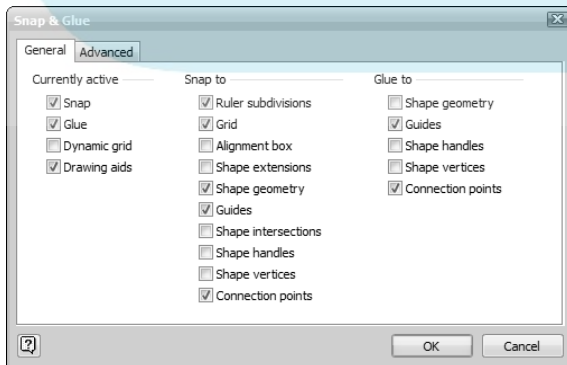 Snap & Glue
General
Advanced
Currently active
Snap
Glue
Dynamic grid
Drawing aids
Snap to
Ruler subdivisions
Grid
Alignment box
Shape extensions
Shape geometry
Guides
Shape intersections
Shape handles
Shape vertices
Connection points
Glue to
Shape geometry
Guides
Shape handles
Shape vertices
Connection points
?
OK
Cancel